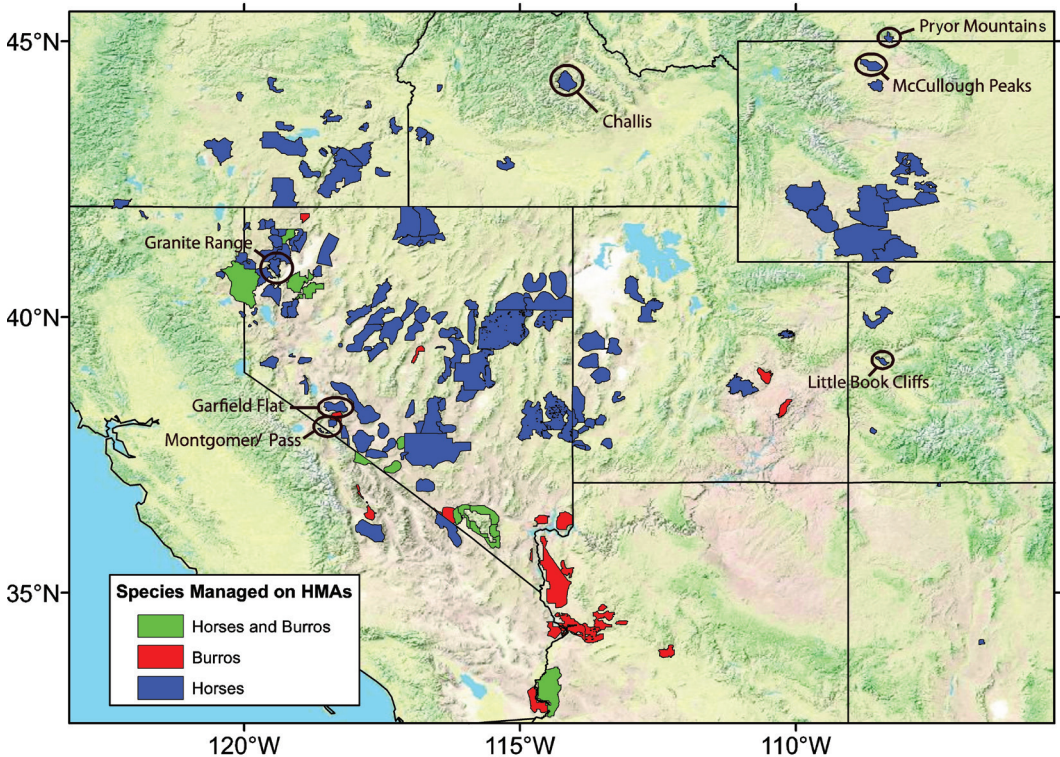 45°N
Pryor Mountains
McCullough Peaks
Challis
Granite Range
40°N
Little Book Cliffs
Garfield Flat
Montgomer/ Pass
35°N
Species Managed on HMAs
Horses and Burros
Burros
Horses
120°W
115°W
110°W